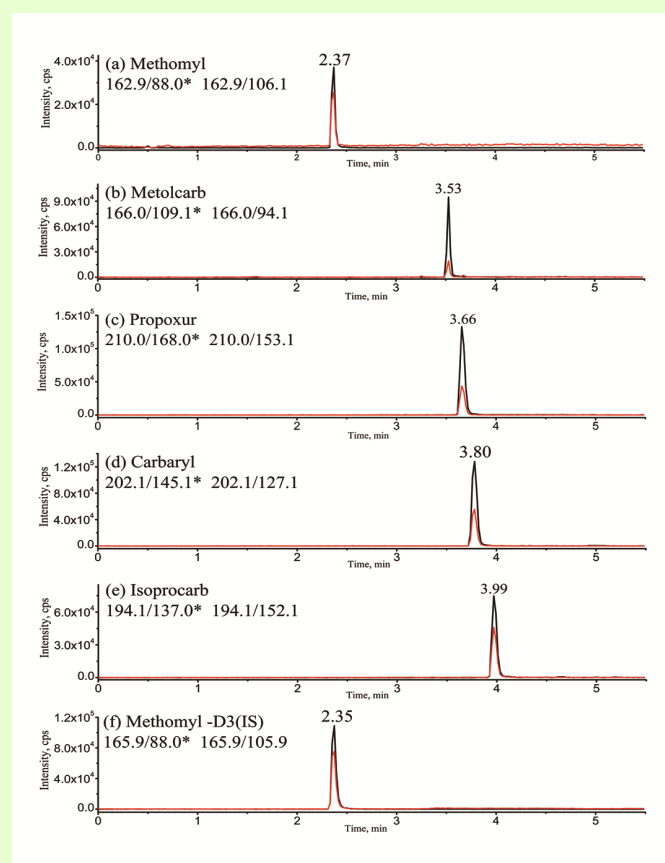 (a) Methomyl
162.9/88.0* 162.9/106.1
2.37
Intensity, cps
4.0x10⁴
2.0x10⁴
0.0
0 1 2 3 4 5
Time, min
(b) Metolcarb
166.0/109.1* 166.0/94.1
3.53
Intensity, cps
9.0x10⁴
6.0x10⁴
3.0x10⁴
0.0
0 1 2 3 4 5
Time, min
(c) Propoxur
210.0/168.0* 210.0/153.1
3.66
Intensity, cps
1.5x10⁵
1.0x10⁵
5.0x10⁴
0.0
0 1 2 3 4 5
Time, min
(d) Carbaryl
202.1/145.1* 202.1/127.1
3.80
Intensity, cps
1.2x10⁵
8.0x10⁴
4.0x10⁴
0.0
0 1 2 3 4 5
Time, min
(e) Isoprocarb
194.1/137.0* 194.1/152.1
3.99
Intensity, cps
6.0x10⁴
3.0x10⁴
0.0
0 1 2 3 4 5
Time, min
(f) Methomyl -D3(IS)
165.9/88.0* 165.9/105.9
2.35
Intensity, cps
1.2x10⁵
8.0x10⁴
4.0x10⁴
0.0
0 1 2 3 4 5
Time, min